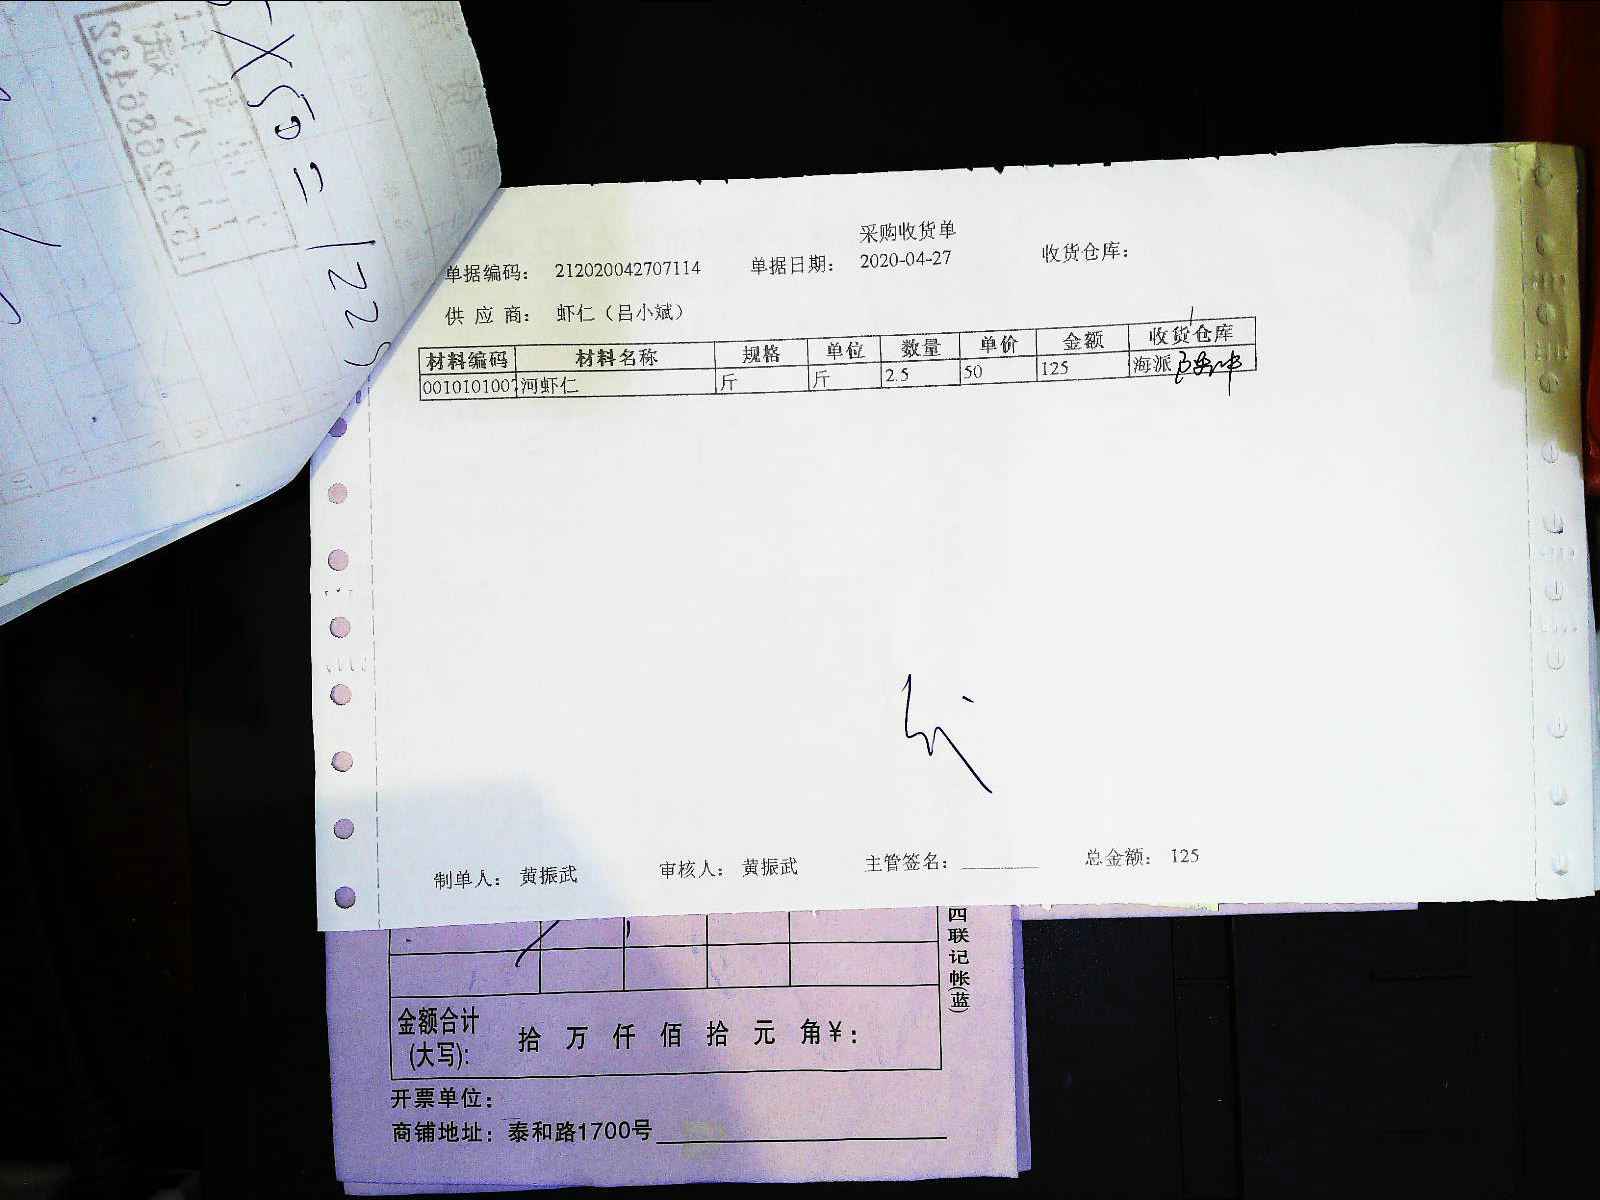 X50=1225
采购收货单
单据编码： 212020042707114 单据日期： 2020-04-27 收货仓库：
供 应 商： 虾仁（吕小斌）
材料编码 材料名称 规格 单位 数量 单价 金额 收货仓库
0010101007 河虾仁 斤 斤 2.5 50 125 海派
制单人： 黄振武 审核人： 黄振武 主管签名： 总金额： 125
四联记帐(蓝)
金额合计 拾 万 仟 佰 拾 元 角 ¥：
(大写):
开票单位：
商铺地址：泰和路1700号